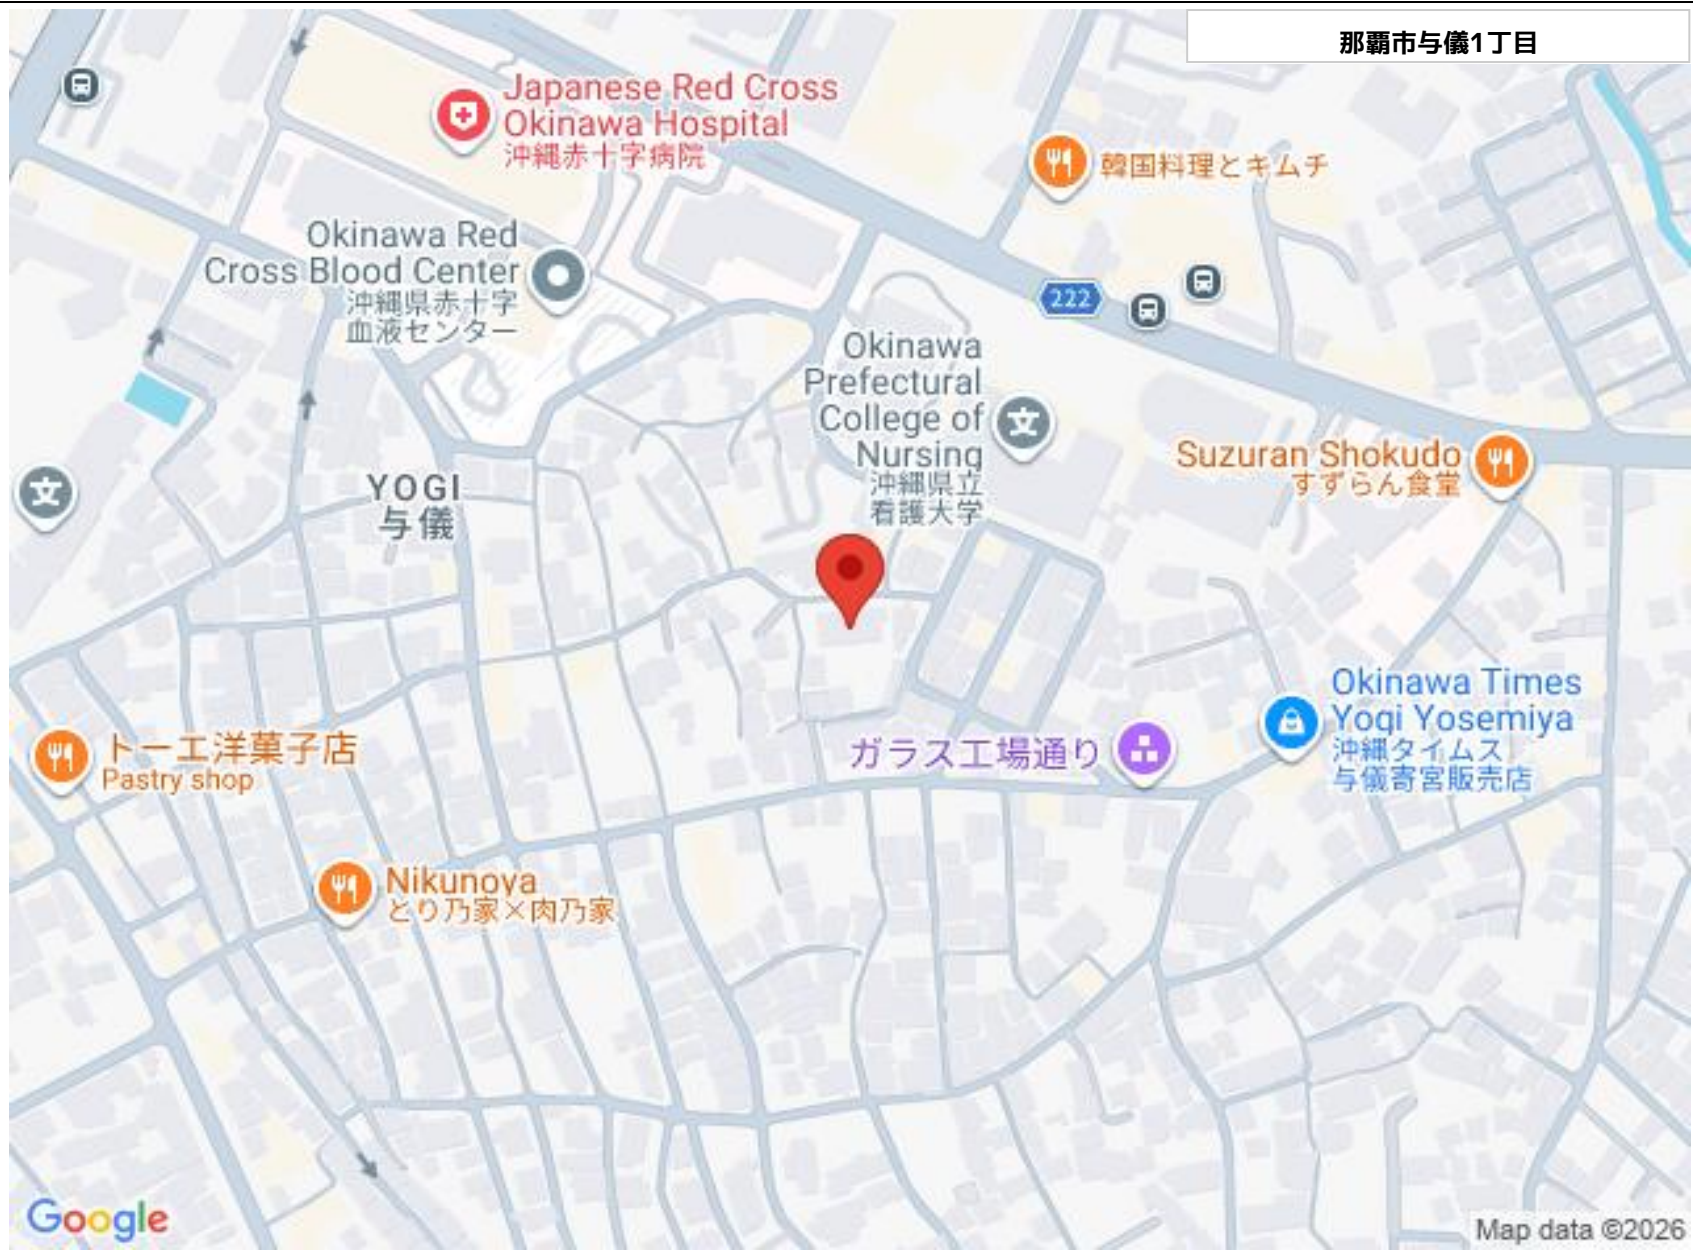 那覇市与儀1丁目
Japanese Red Cross
Okinawa Hospital
沖縄赤十字病院
韓国料理とキムチ
Okinawa Red
Cross Blood Center
沖縄県赤十字
血液センター
222
Okinawa
Prefectural
College of
Nursing
沖縄県立
看護大学
文
Suzuran Shokudo
すずらん食堂
文
YOGI
与儀
Okinawa Times
Yogi Yosemiya
沖縄タイムス
与儀寄宮販売店
ガラス工場通り
トーエ洋菓子店
Pastry shop
Nikunoya
とり乃家×肉乃家
Google
Map data ©2026